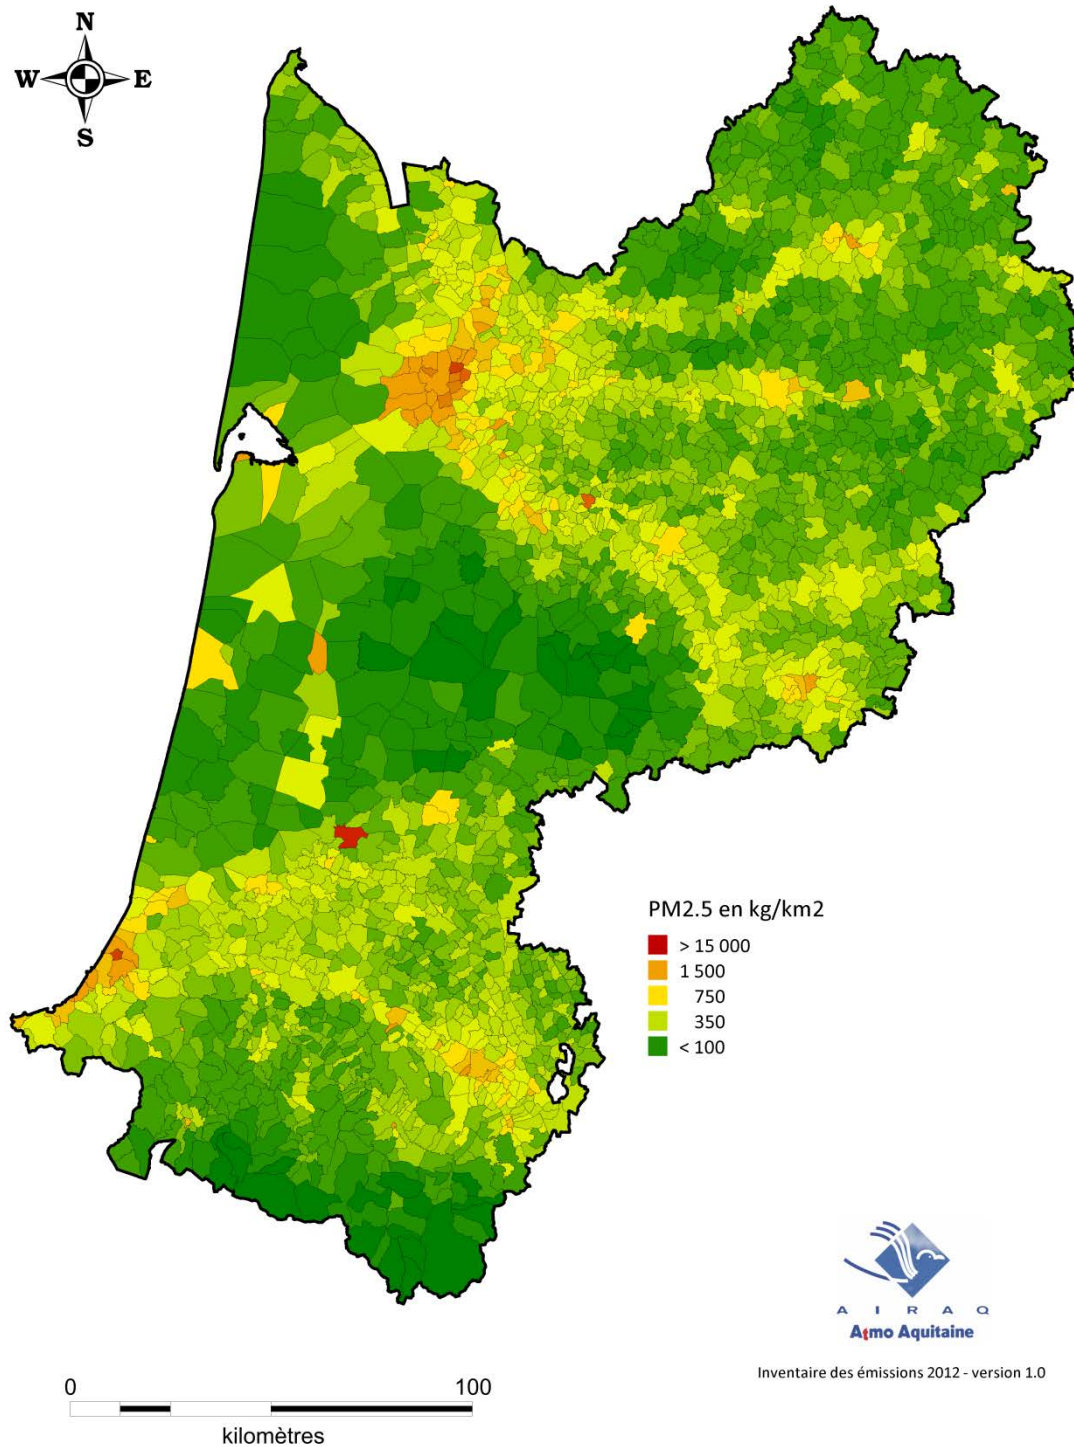 N
W E
S
PM2.5 en kg/km2
> 15 000
1 500
750
350
< 100
A I R A Q
Atmo Aquitaine
Inventaire des émissions 2012 - version 1.0
0 100
kilomètres